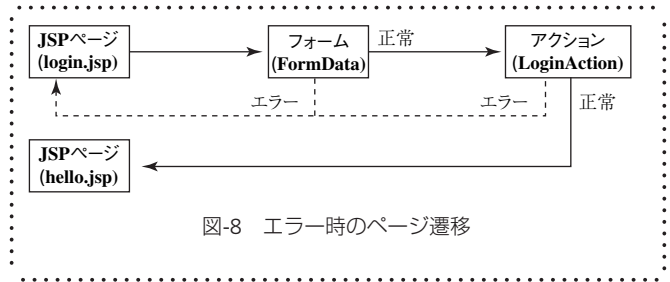 JSPページ
(login.jsp)
フォーム
(FormData)
正常
アクション
(LoginAction)
エラー
エラー
正常
JSPページ
(hello.jsp)
図-8　エラー時のページ遷移